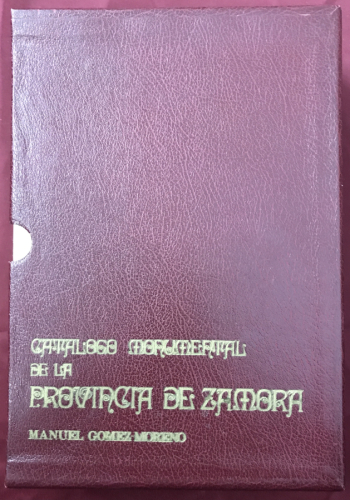 CATALOGO MONUMENTAL
DE LA
PROVINCIA DE ZAMORA
MANUEL GOMEZ-MORENO